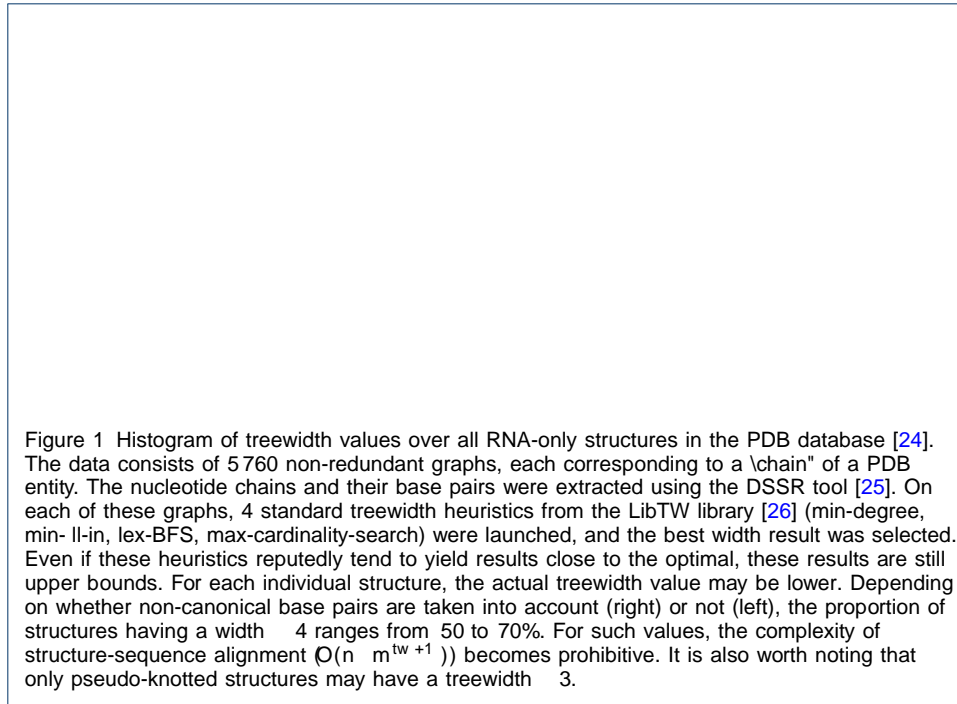 Figure 1 Histogram of treewidth values over all RNA-only structures in the PDB database [24].
The data consists of 5 760 non-redundant graphs, each corresponding to a \chain" of a PDB
entity. The nucleotide chains and their base pairs were extracted using the DSSR tool [25]. On
each of these graphs, 4 standard treewidth heuristics from the LibTW library [26] (min-degree,
min- ll-in, lex-BFS, max-cardinality-search) were launched, and the best width result was selected.
Even if these heuristics reputedly tend to yield results close to the optimal, these results are still
upper bounds. For each individual structure, the actual treewidth value may be lower. Depending
on whether non-canonical base pairs are taken into account (right) or not (left), the proportion of
structures having a width 4 ranges from 50 to 70%. For such values, the complexity of
structure-sequence alignment (O(n m^tw +1 )) becomes prohibitive. It is also worth noting that
only pseudo-knotted structures may have a treewidth 3.